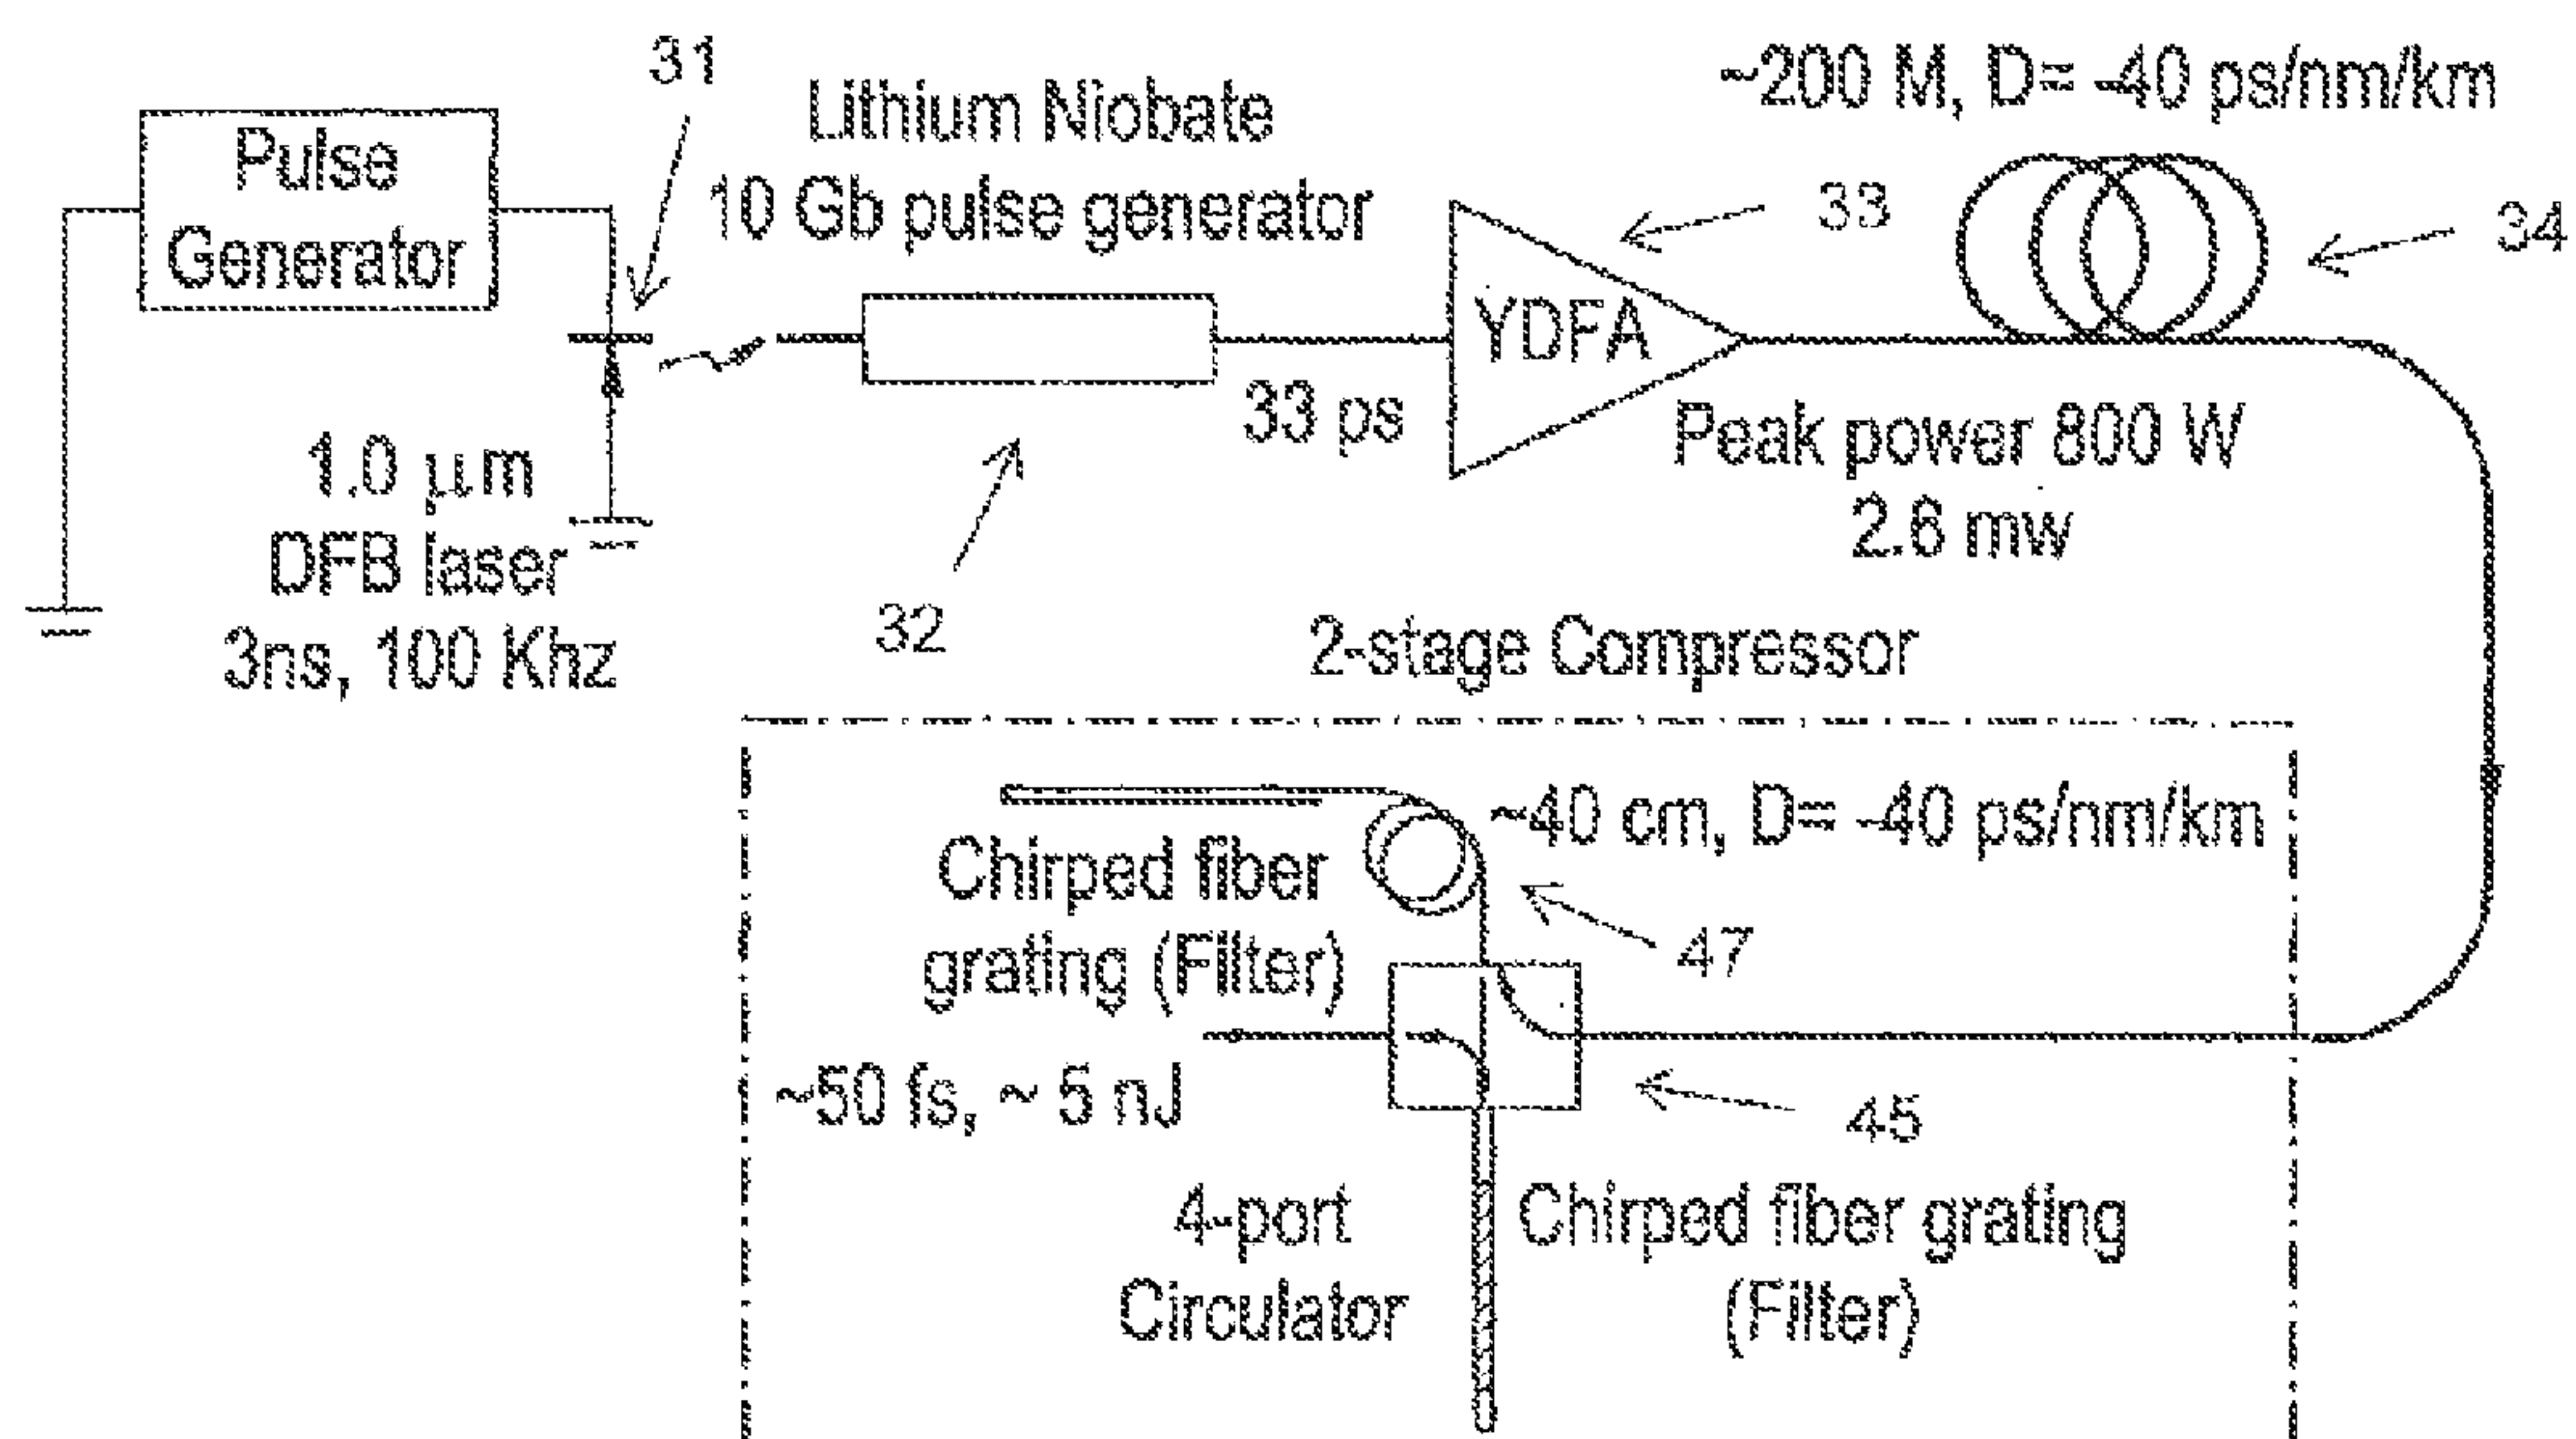 31
Lithium Niobate
10 Gb pulse generator
~200 M, D= -40 ps/nm/km
Pulse
Generator
33
34
YDFA
33 ps
Peak power 800 W
2.6 mw
1.0 μm
DFB laser
3ns, 100 Khz
32
2-stage Compressor
~40 cm, D= -40 ps/nm/km
Chirped fiber
grating (Filter)
47
~50 fs, ~ 5 nJ
45
4-port
Circulator
Chirped fiber grating
(Filter)